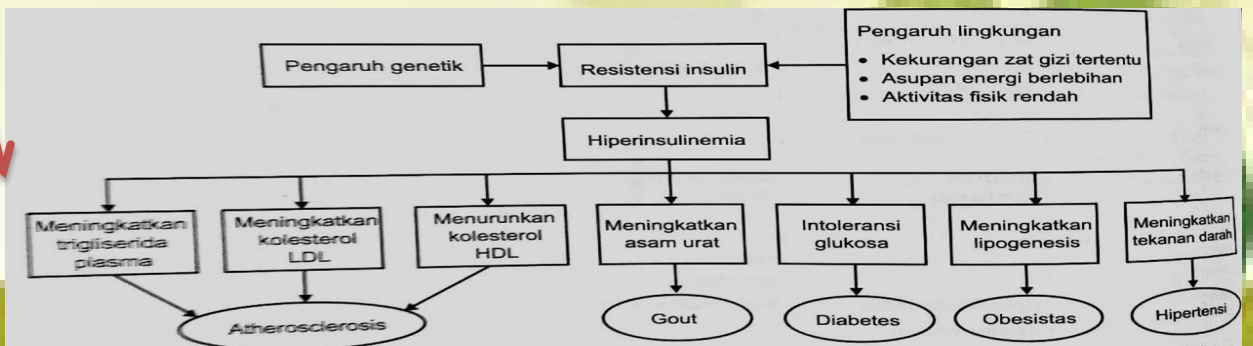 Pengaruh lingkungan
• Kekurangan zat gizi tertentu
• Asupan energi berlebihan
• Aktivitas fisik rendah
Pengaruh genetik
Resistensi insulin
Hiperinsulinemia
Meningkatkan
trigliserida
plasma
Meningkatkan
kolesterol
LDL
Menurunkan
kolesterol
HDL
Meningkatkan
asam urat
Intoleransi
glukosa
Meningkatkan
lipogenesis
Meningkatkan
tekanan darah
Atherosclerosis
Gout
Diabetes
Obesistas
Hipertensi